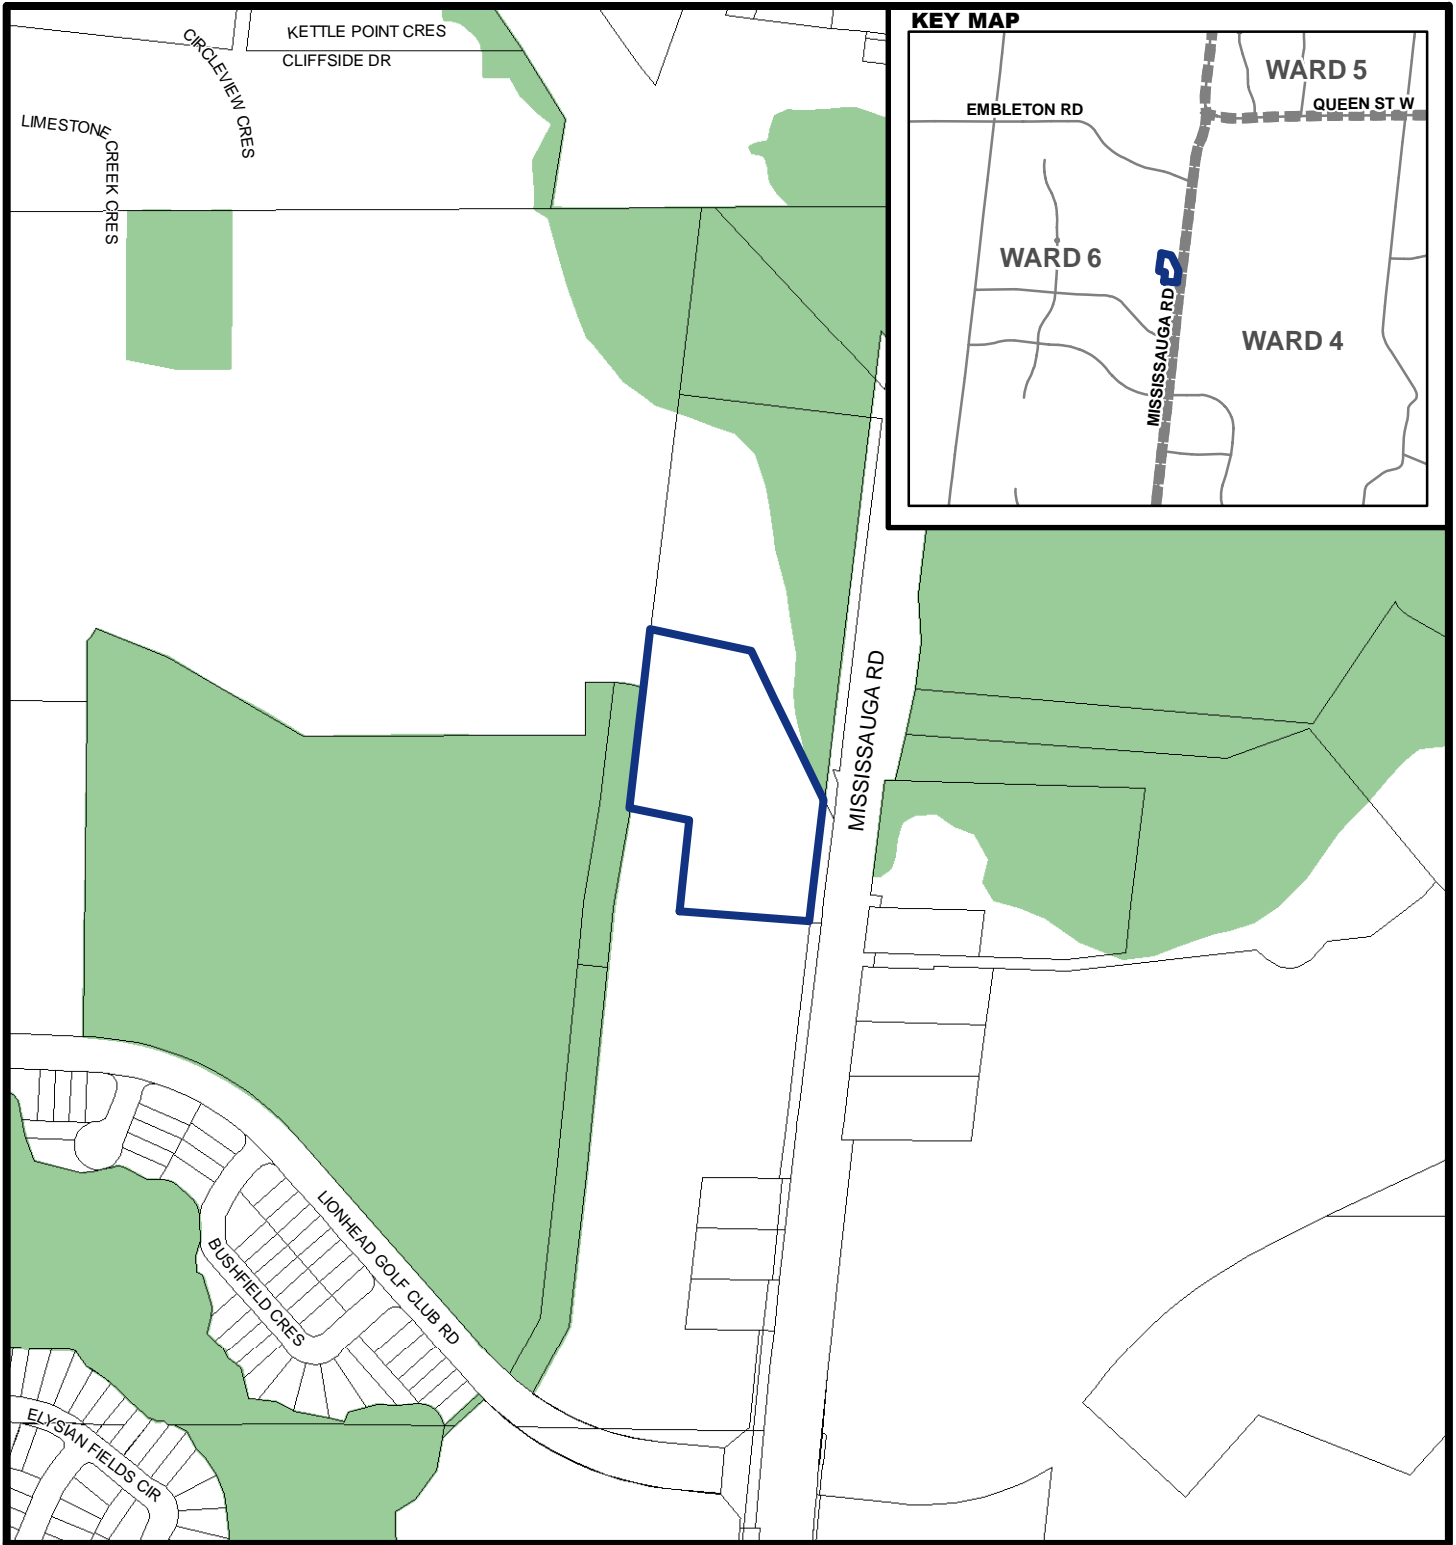 KEY MAP
KETTLE POINT CRES
CLIFFSIDE DR
CIRCLEVIEW CRES
LIMESTONE CREEK CRES
WARD 5
QUEEN ST W
EMBLETON RD
WARD 6
WARD 4
MISSISSAUGA RD
MISSISSAUGA RD
LIONHEAD GOLF CLUB RD
BUSHFIELD CRES
ELYSIAN FIELDS CIR